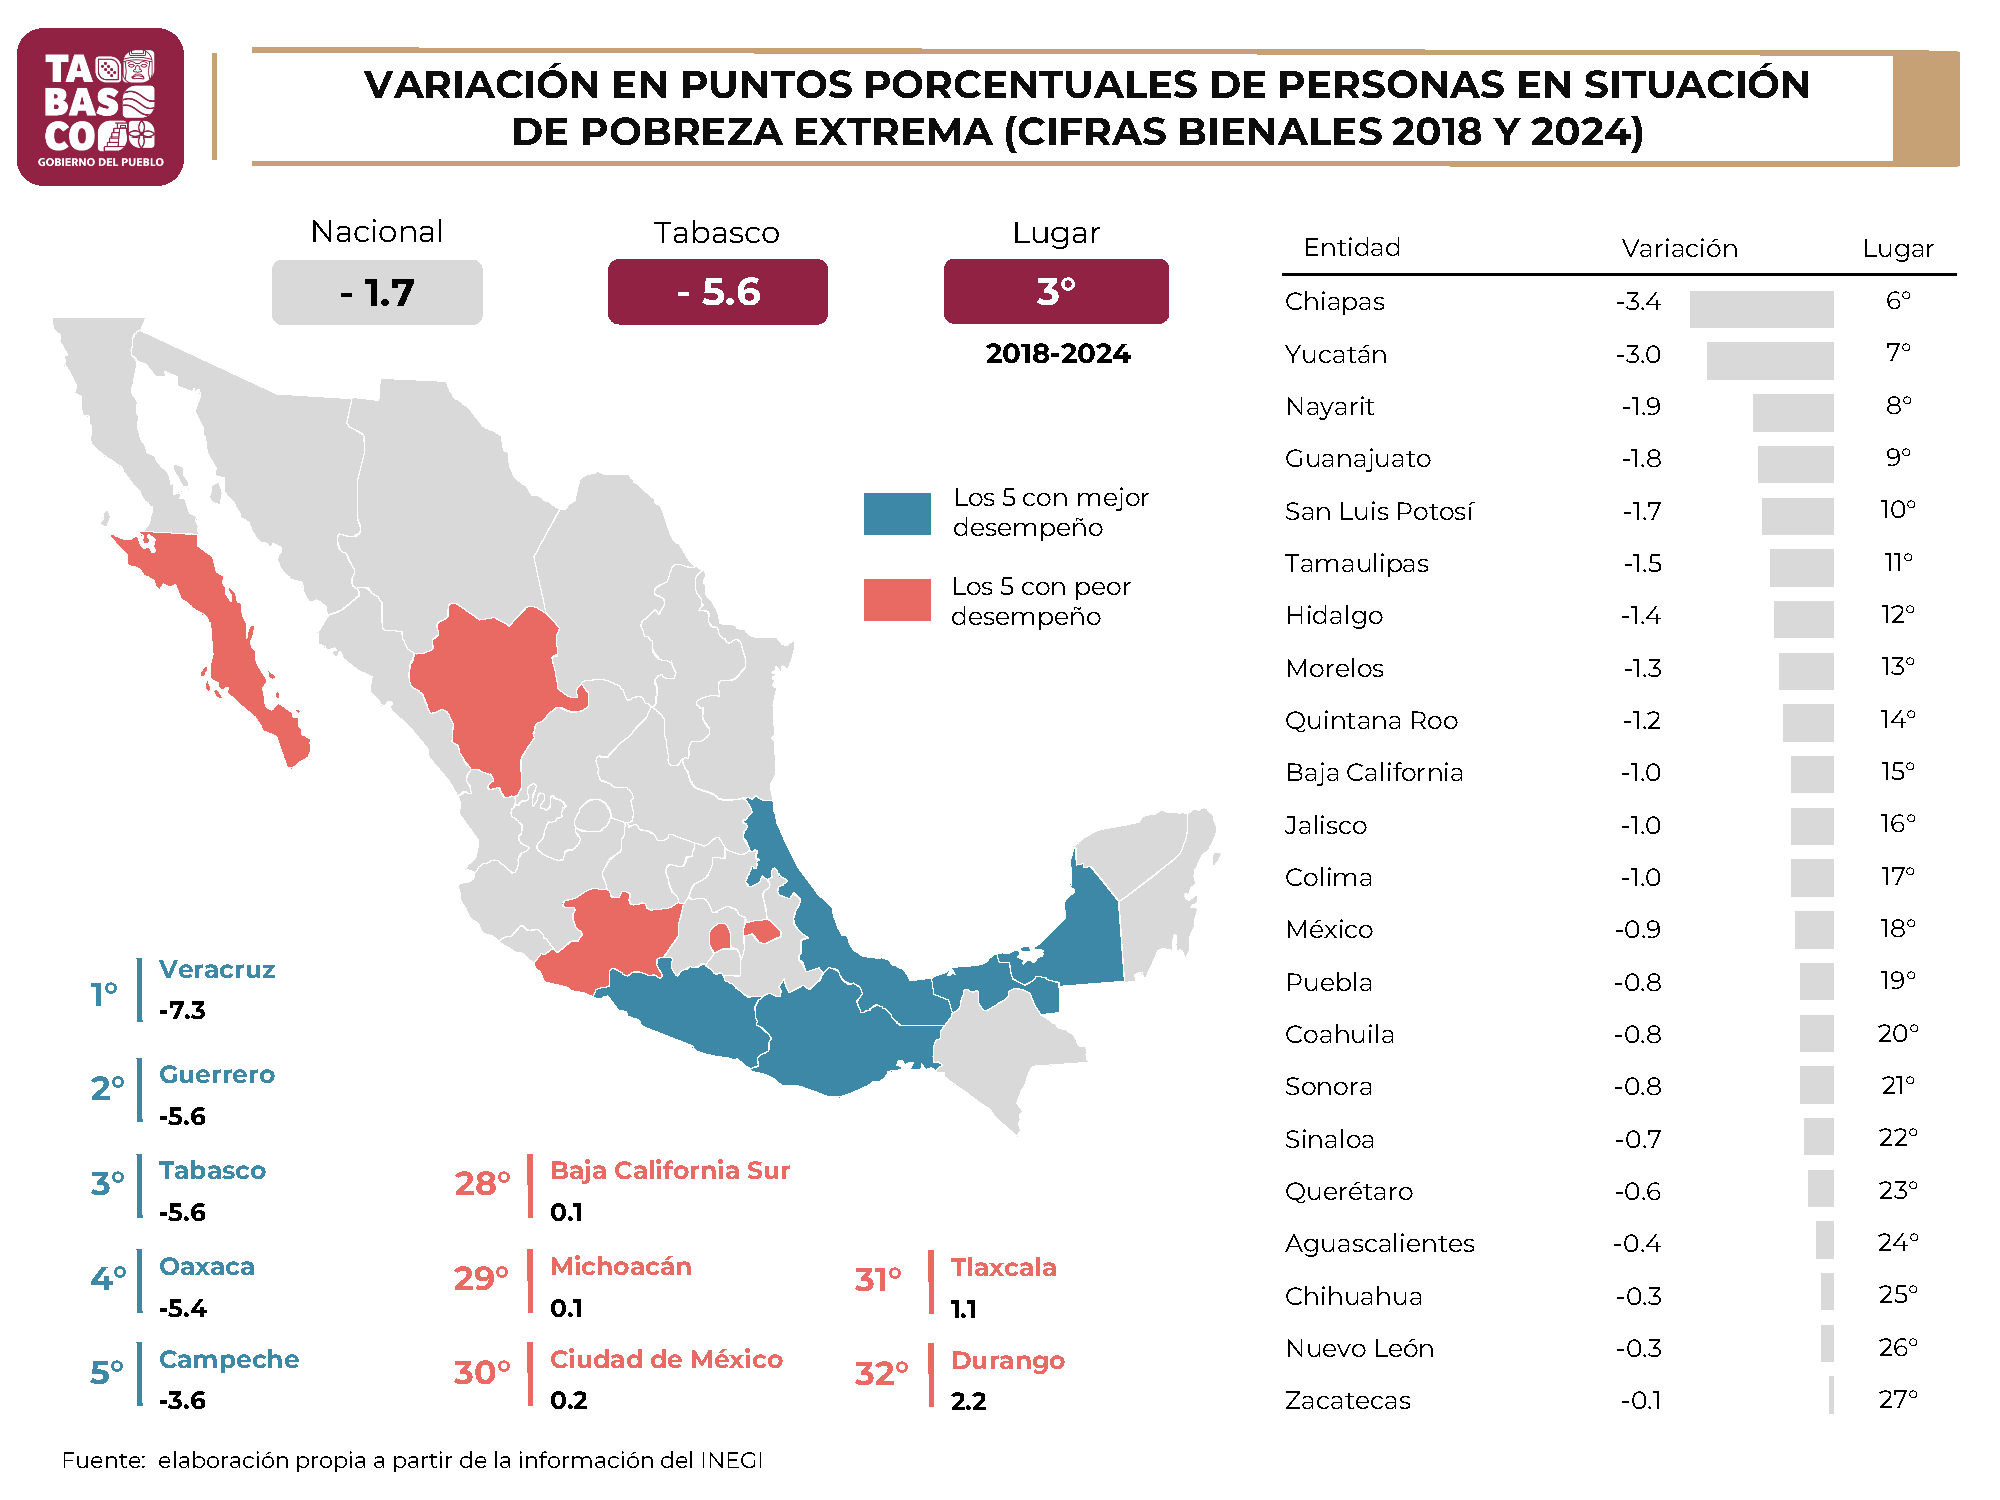 TA
BAS
CO
GOBIERNO DEL PUEBLO
VARIACIÓN EN PUNTOS PORCENTUALES DE PERSONAS EN SITUACIÓN
DE POBREZA EXTREMA (CIFRAS BIENALES 2018 Y 2024)
Nacional
- 1.7
Tabasco
- 5.6
Lugar
3°
2018-2024
Los 5 con mejor
desempeño
Los 5 con peor
desempeño
1° Veracruz
-7.3
2° Guerrero
-5.6
3° Tabasco
-5.6
4° Oaxaca
-5.4
5° Campeche
-3.6
28° Baja California Sur
0.1
29° Michoacán
0.1
30° Ciudad de México
0.2
31° Tlaxcala
1.1
32° Durango
2.2
Entidad Variación Lugar
Chiapas -3.4 6°
Yucatán -3.0 7°
Nayarit -1.9 8°
Guanajuato -1.8 9°
San Luis Potosí -1.7 10°
Tamaulipas -1.5 11°
Hidalgo -1.4 12°
Morelos -1.3 13°
Quintana Roo -1.2 14°
Baja California -1.0 15°
Jalisco -1.0 16°
Colima -1.0 17°
México -0.9 18°
Puebla -0.8 19°
Coahuila -0.8 20°
Sonora -0.8 21°
Sinaloa -0.7 22°
Querétaro -0.6 23°
Aguascalientes -0.4 24°
Chihuahua -0.3 25°
Nuevo León -0.3 26°
Zacatecas -0.1 27°
Fuente: elaboración propia a partir de la información del INEGI